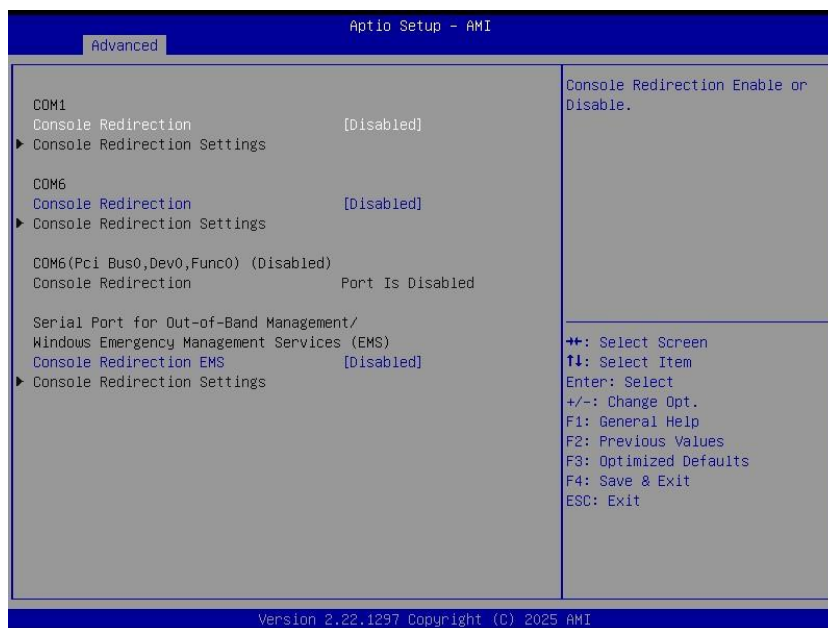 Aptio Setup – AMI
Advanced
COM1
Console Redirection [Disabled]
▶ Console Redirection Settings
COM6
Console Redirection [Disabled]
▶ Console Redirection Settings
COM6(Pci Bus0,Dev0,Func0) (Disabled)
Console Redirection Port Is Disabled
Serial Port for Out-of-Band Management/
Windows Emergency Management Services (EMS)
Console Redirection EMS [Disabled]
▶ Console Redirection Settings
Console Redirection Enable or
Disable.
→←: Select Screen
↑↓: Select Item
Enter: Select
+/-: Change Opt.
F1: General Help
F2: Previous Values
F3: Optimized Defaults
F4: Save & Exit
ESC: Exit
Version 2.22.1297 Copyright (C) 2025 AMI